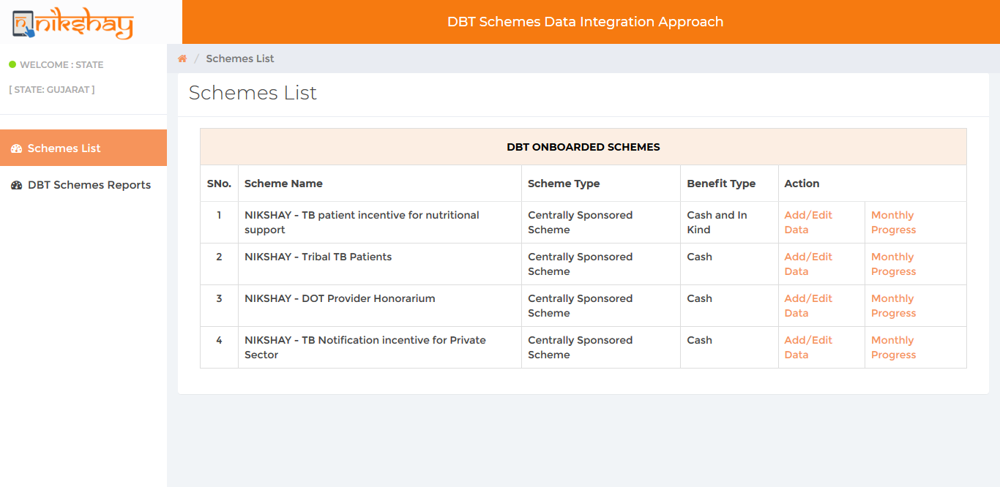 nikshay
DBT Schemes Data Integration Approach
WELCOME : STATE
[ STATE: GUJARAT ]
Schemes List
DBT Schemes Reports
/ Schemes List
Schemes List
DBT ONBOARDED SCHEMES
SNo. Scheme Name Scheme Type Benefit Type Action
1 NIKSHAY - TB patient incentive for nutritional Centrally Sponsored Cash and In Add/Edit Monthly
support Scheme Kind Data Progress
2 NIKSHAY - Tribal TB Patients Centrally Sponsored Cash Add/Edit Monthly
Scheme Data Progress
3 NIKSHAY - DOT Provider Honorarium Centrally Sponsored Cash Add/Edit Monthly
Scheme Data Progress
4 NIKSHAY - TB Notification incentive for Private Centrally Sponsored Cash Add/Edit Monthly
Sector Scheme Data Progress